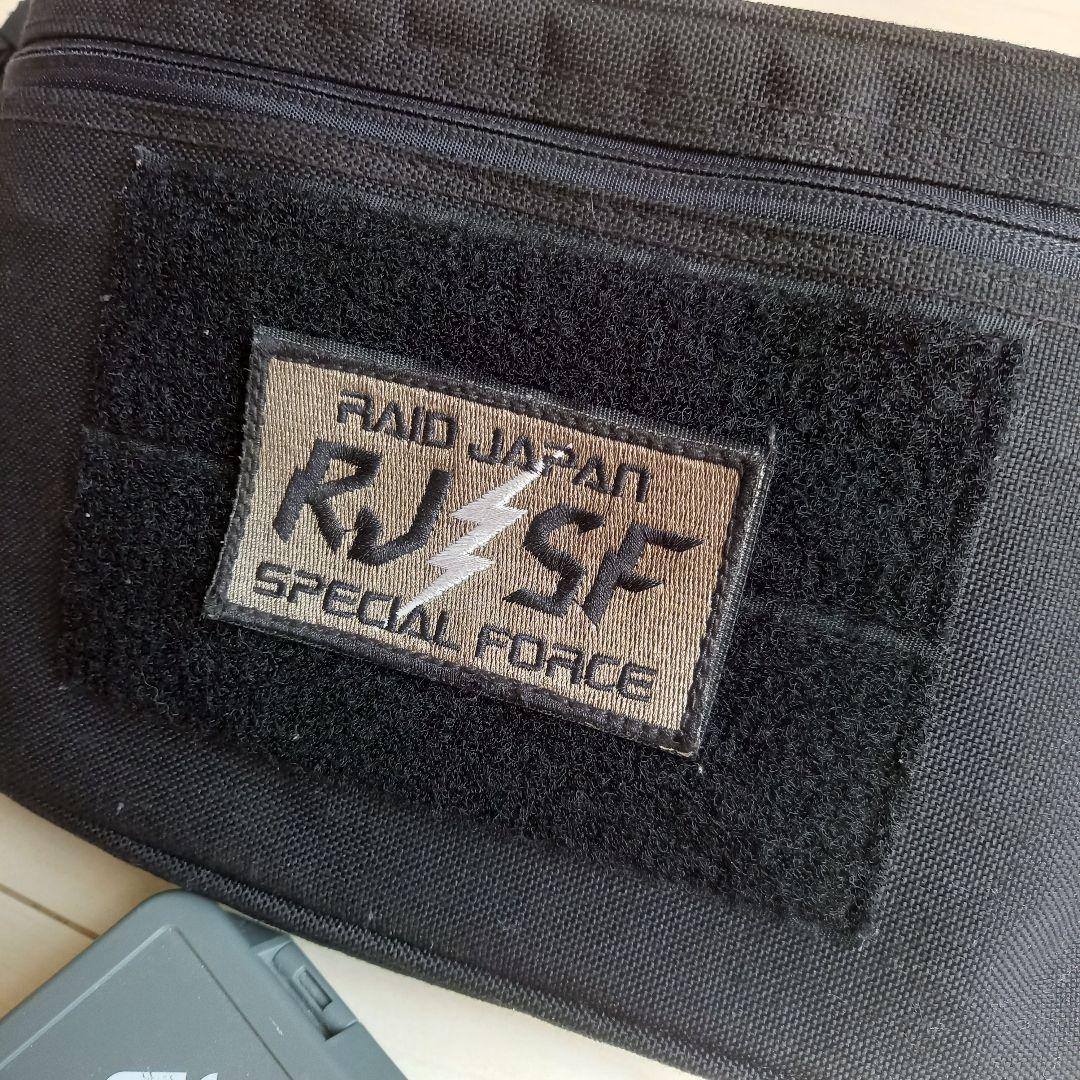 RAID JAPAN
RJ SF
SPECIAL FORCE